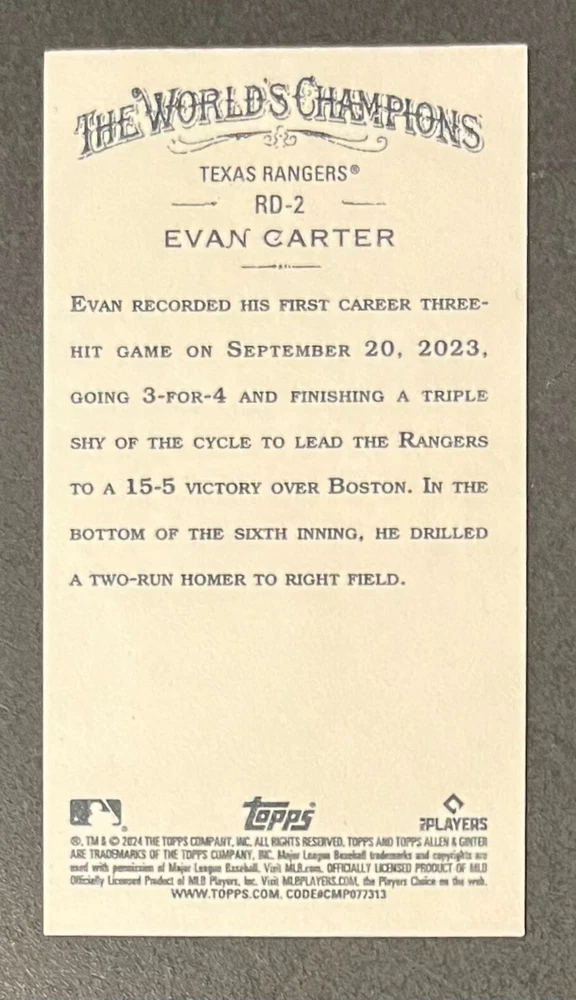 THE WORLD'S CHAMPIONS
TEXAS RANGERS®
RD-2
EVAN CARTER
EVAN RECORDED HIS FIRST CAREER THREE-
HIT GAME ON SEPTEMBER 20, 2023,
GOING 3-FOR-4 AND FINISHING A TRIPLE
SHY OF THE CYCLE TO LEAD THE RANGERS
TO A 15-5 VICTORY OVER BOSTON. IN THE
BOTTOM OF THE SIXTH INNING, HE DRILLED
A TWO-RUN HOMER TO RIGHT FIELD.
topps
PLAYERS
®, TM & © 2024 THE TOPPS COMPANY, INC. ALL RIGHTS RESERVED. TOPPS AND TOPPS ALLEN & GINTER
ARE TRADEMARKS OF THE TOPPS COMPANY, INC. Major League Baseball trademarks and copyrights are
used with permission of Major League Baseball. Visit MLB.com. OFFICIALLY LICENSED PRODUCT OF MLB
Officially Licensed Product of MLB Players, Inc. Visit MLBPLAYERS.COM, the Players Choice on the web.
WWW.TOPPS.COM. CODE#CMP077313